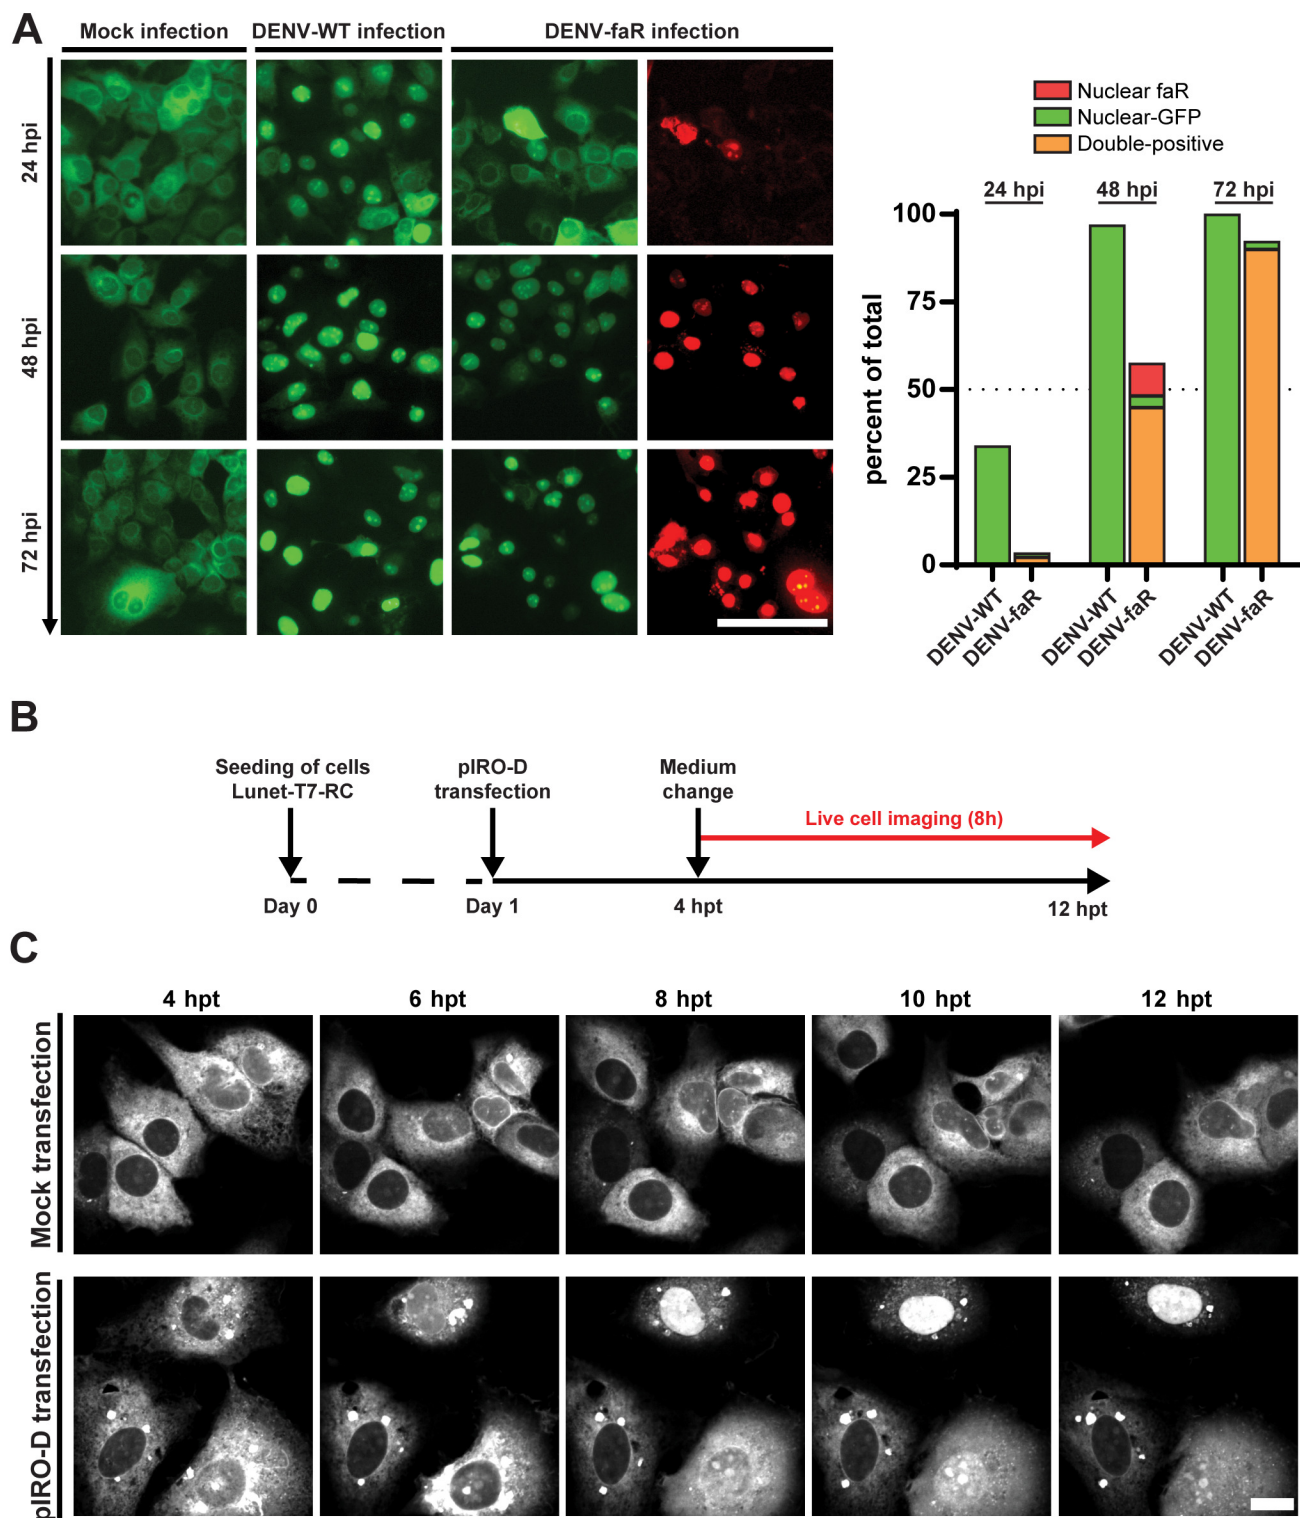 A
Mock infection
DENV-WT infection
DENV-faR infection
24 hpi
48 hpi
72 hpi
Nuclear faR
Nuclear-GFP
Double-positive
24 hpi
48 hpi
72 hpi
percent of total
100
75
50
25
0
DENV-WT
DENV-faR
DENV-WT
DENV-faR
DENV-WT
DENV-faR
B
Seeding of cells
Lunet-T7-RC
pIRO-D
transfection
Medium
change
Live cell imaging (8h)
Day 0
Day 1
4 hpt
12 hpt
C
4 hpt
6 hpt
8 hpt
10 hpt
12 hpt
Mock transfection
pIRO-D transfection